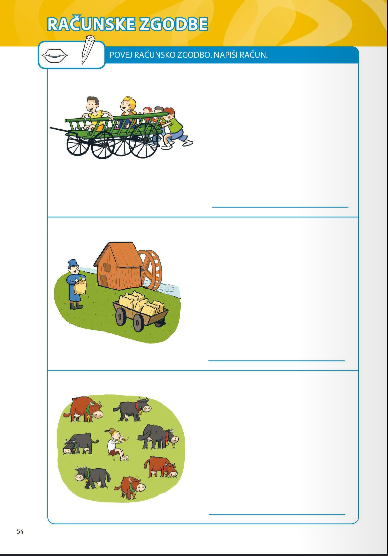 RAČUNSKE ZGODBE
POVEJ RAČUNSKO ZGODBO. NAPIŠI RAČUN.
54